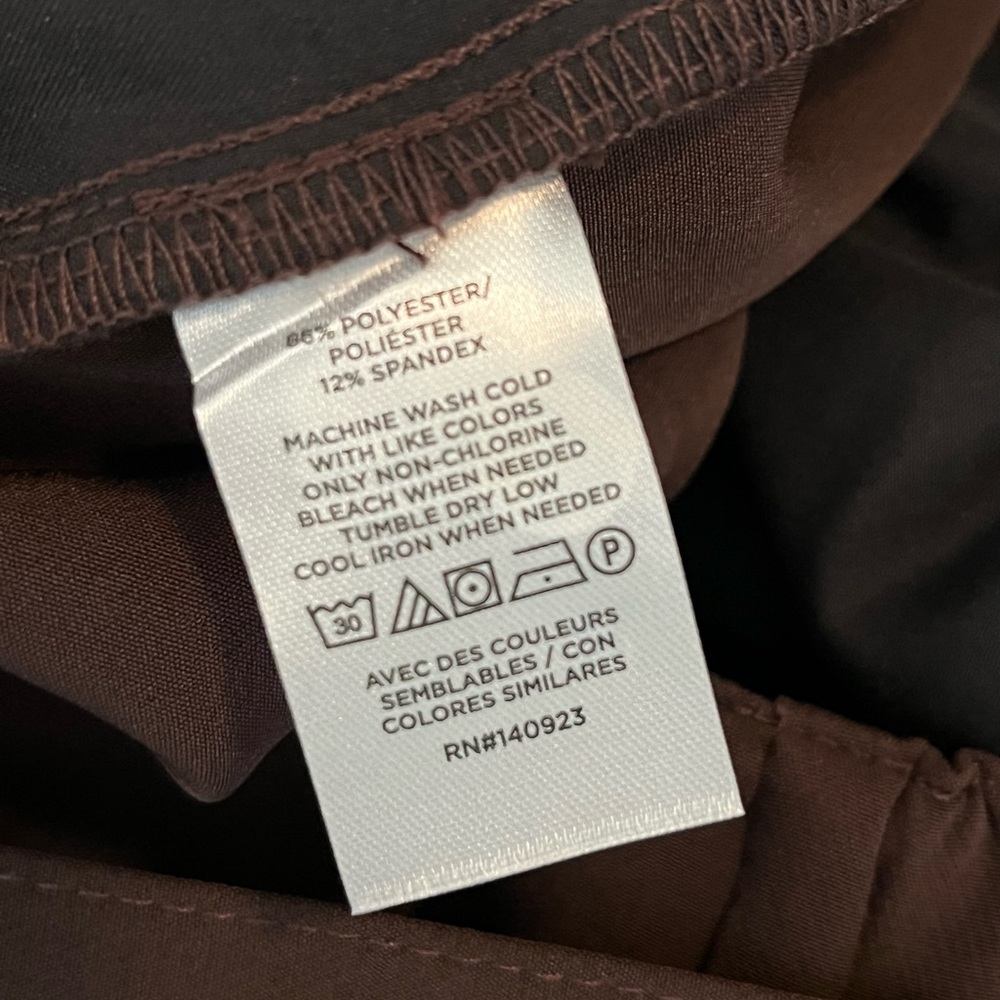 % POLYESTER/
POLIÉSTER
12% SPANDEX
MACHINE WASH COLD
WITH LIKE COLORS
ONLY NON-CHLORINE
BLEACH WHEN NEEDED
TUMBLE DRY LOW
COOL IRON WHEN NEEDED
30 P
AVEC DES COULEURS
SEMBLABLES / CON
COLORES SIMILARES
RN#140923